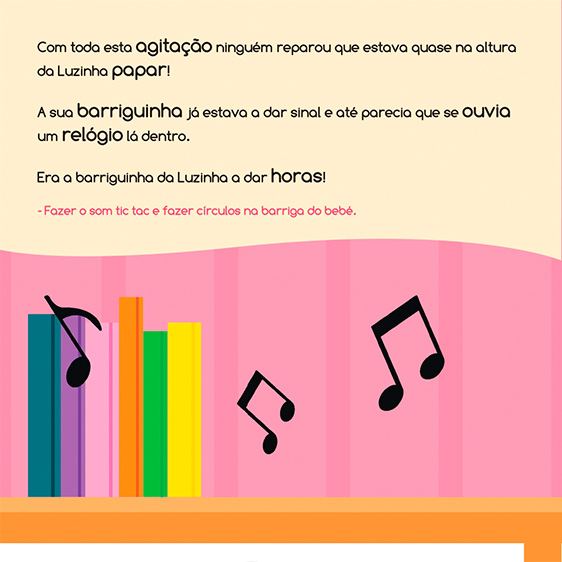 Com toda esta agitação ninguém reparou que estava quase na altura
da Luzinha papar!
A sua barriguinha já estava a dar sinal e até parecia que se ouvia
um relógio lá dentro.
Era a barriguinha da Luzinha a dar horas!
- Fazer o som tic tac e fazer círculos na barriga do bebé.